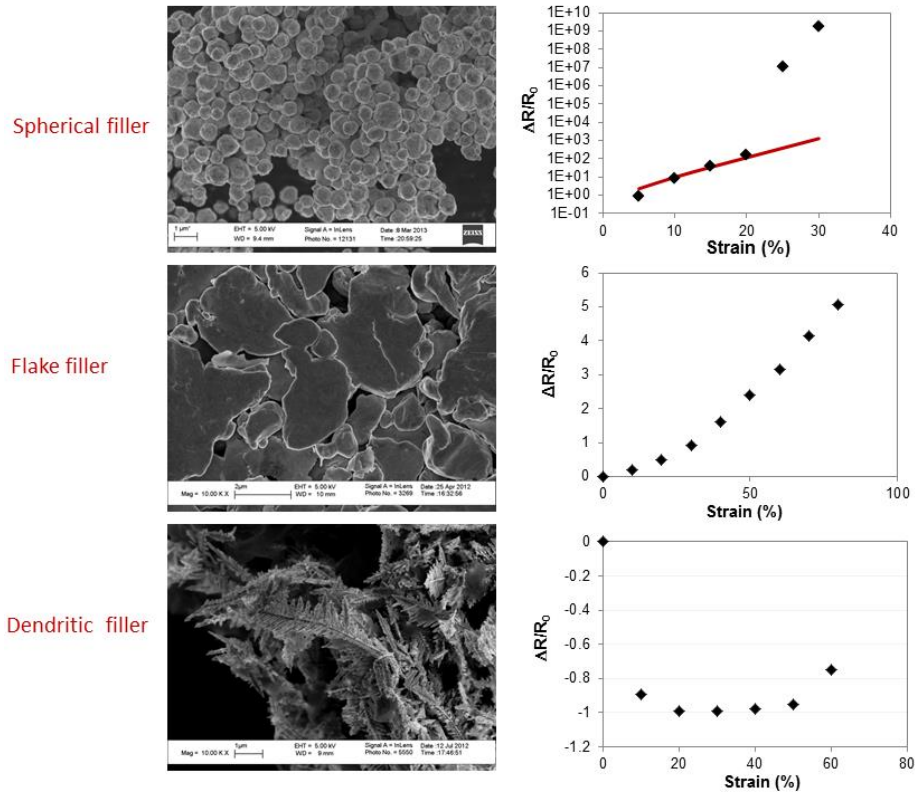 Spherical filler
1 µm*
EHT = 5.00 kV
WD = 9.4 mm
Signal A = InLens
Photo No. = 12131
Date :8 Mar 2013
Time :20:59:25
ZEISS
ΔR/R₀
1E+10
1E+09
1E+08
1E+07
1E+06
1E+05
1E+04
1E+03
1E+02
1E+01
1E+00
1E-01
0 10 20 30 40
Strain (%)
Flake filler
Mag = 10.00 K X
2µm
EHT = 5.00 kV
WD = 10 mm
Signal A = InLens
Photo No. = 3269
Date :25 Apr 2012
Time :16:32:56
ΔR/R₀
6
5
4
3
2
1
0
0 50 100
Strain (%)
Dendritic filler
Mag = 10.00 K X
1µm
EHT = 5.00 kV
WD = 9 mm
Signal A = InLens
Photo No. = 5550
Date :12 Jul 2012
Time :17:46:51
ΔR/R₀
0
-0.2
-0.4
-0.6
-0.8
-1
-1.2
0 20 40 60 80
Strain (%)